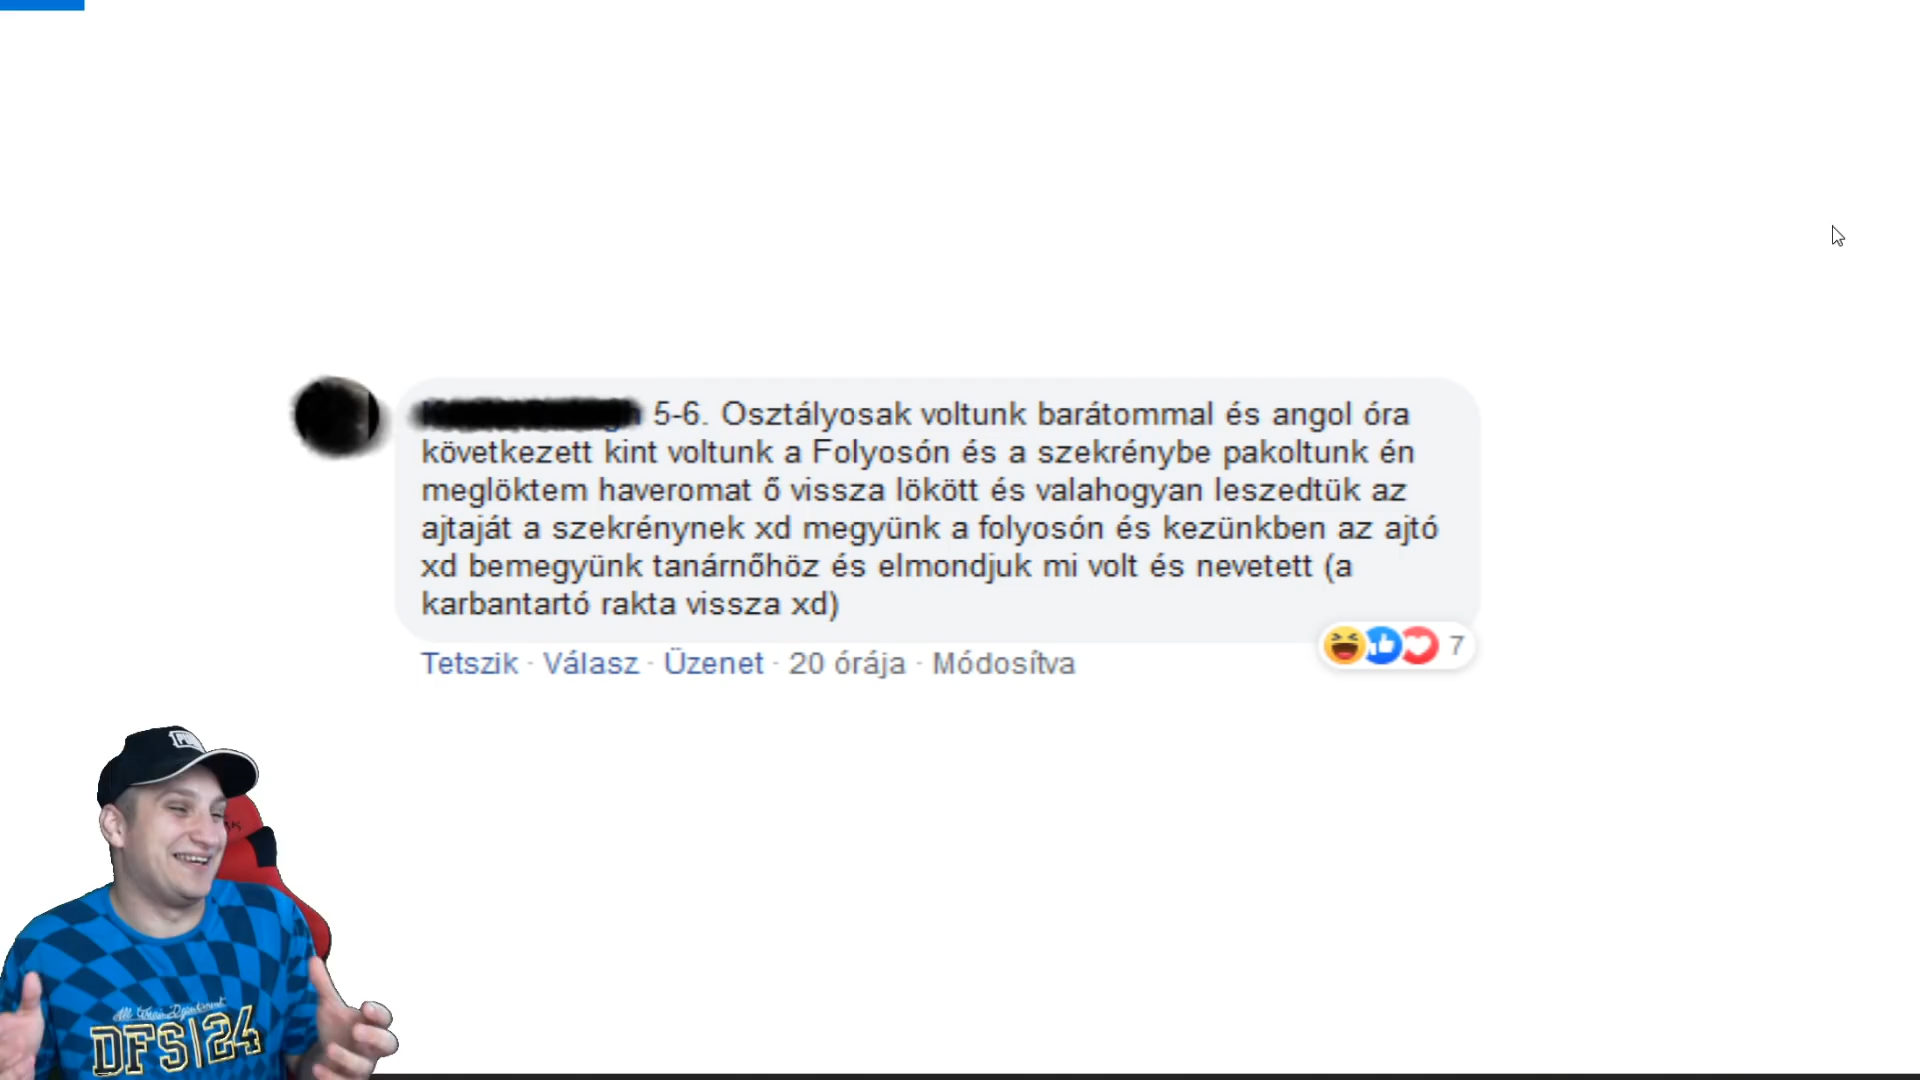 5-6. Osztályosak voltunk barátommal és angol óra
következett kint voltunk a Folyosón és a szekrénybe pakoltunk én
meglöktem haveromat ő vissza lökött és valahogyan leszedtük az
ajtaját a szekrénynek xd megyünk a folyosón és kezünkben az ajtó
xd bemegyünk tanárnőhöz és elmondjuk mi volt és nevetett (a
karbantartó rakta vissza xd)
7
Tetszik · Válasz · Üzenet · 20 órája · Módosítva
DFS|24